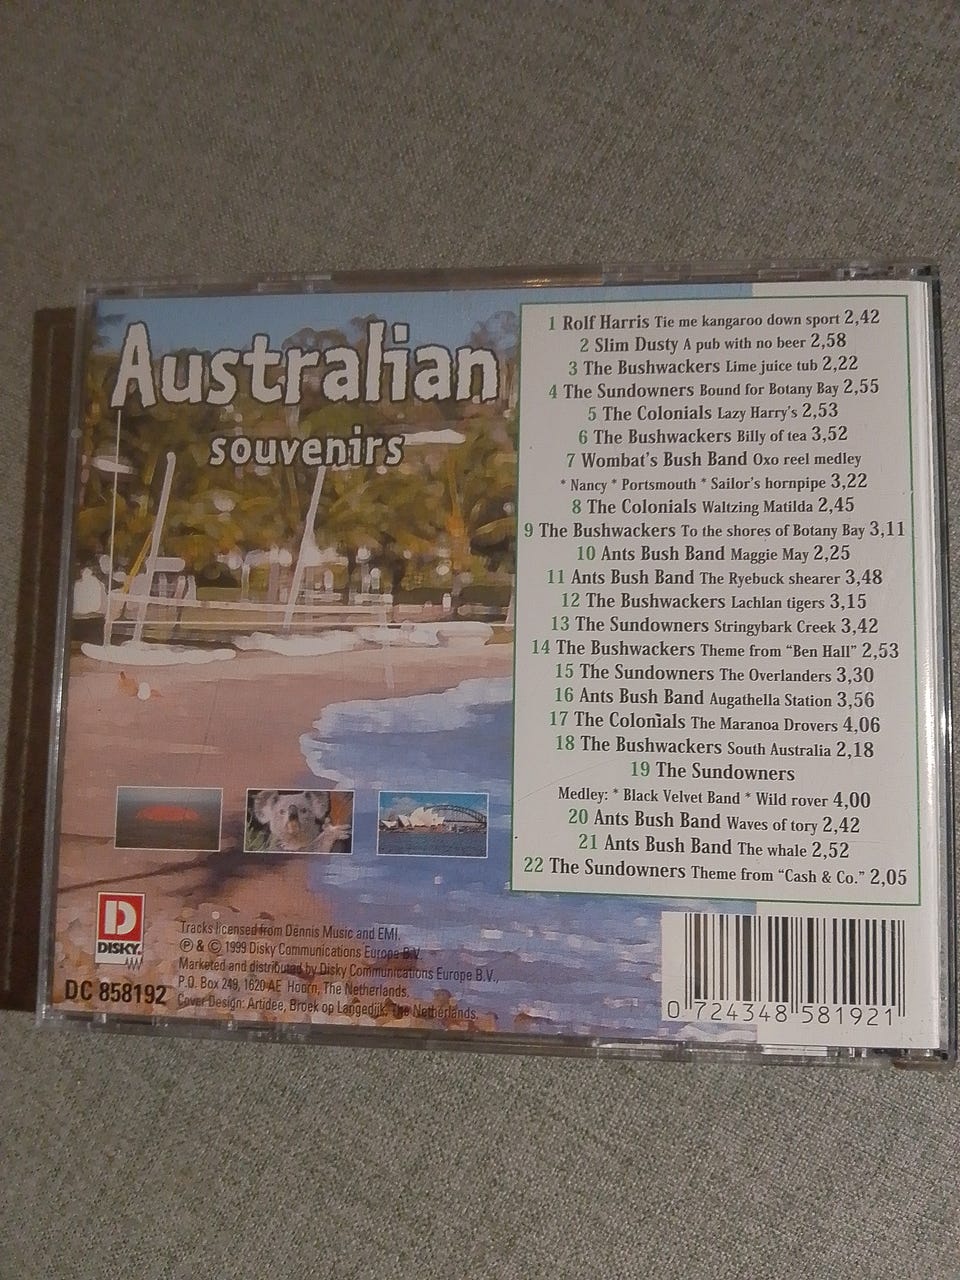 Australian
souvenirs
1 Rolf Harris Tie me kangaroo down sport 2,42
2 Slim Dusty A pub with no beer 2,58
3 The Bushwackers Lime juice tub 2,22
4 The Sundowners Bound for Botany Bay 2,55
5 The Colonials Lazy Harry's 2,53
6 The Bushwackers Billy of tea 3,52
7 Wombat's Bush Band Oxo reel medley
* Nancy * Portsmouth * Sailor's hornpipe 3,22
8 The Colonials Waltzing Matilda 2,45
9 The Bushwackers To the shores of Botany Bay 3,11
10 Ants Bush Band Maggie May 2,25
11 Ants Bush Band The Ryebuck shearer 3,48
12 The Bushwackers Lachlan tigers 3,15
13 The Sundowners Stringybark Creek 3,42
14 The Bushwackers Theme from "Ben Hall" 2,53
15 The Sundowners The Overlanders 3,30
16 Ants Bush Band Augathella Station 3,56
17 The Colonials The Maranoa Drovers 4,06
18 The Bushwackers South Australia 2,18
19 The Sundowners
Medley: * Black Velvet Band * Wild rover 4,00
20 Ants Bush Band Waves of tory 2,42
21 Ants Bush Band The whale 2,52
22 The Sundowners Theme from "Cash & Co." 2,05
D
DISKY
DC 858192
Tracks licensed from Dennis Music and EMI.
℗ & © 1999 Disky Communications Europe B.V.
Marketed and distributed by Disky Communications Europe B.V.,
P.O. Box 249, 1620 AE Hoorn, The Netherlands.
Cover Design: Artidee, Broek op Langedijk, The Netherlands.
0 724348 581921